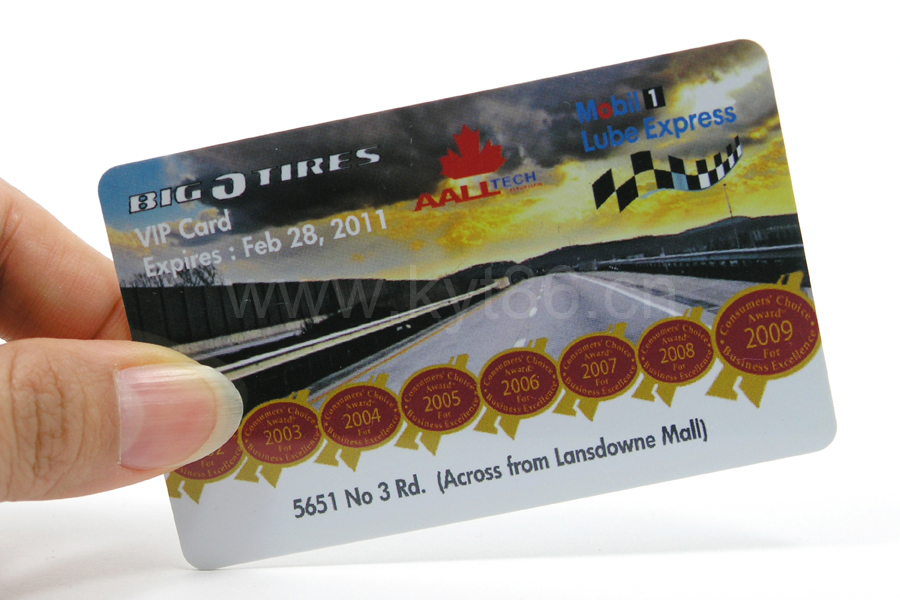 BIG O TIRES
VIP Card
Expires : Feb 28, 2011
AALLTECH
Mobil 1
Lube Express
www.kyt86.cn
Consumers' Choice
Award
2003
For
Business Excellence
Consumers' Choice
Award
2004
For
Business Excellence
Consumers' Choice
Award
2005
For
Business Excellence
Consumers' Choice
Award
2006
For
Business Excellence
Consumers' Choice
Award
2007
For
Business Excellence
Consumers' Choice
Award
2008
For
Business Excellence
Consumers' Choice
Award
2009
For
Business Excellence
5651 No 3 Rd. (Across from Lansdowne Mall)